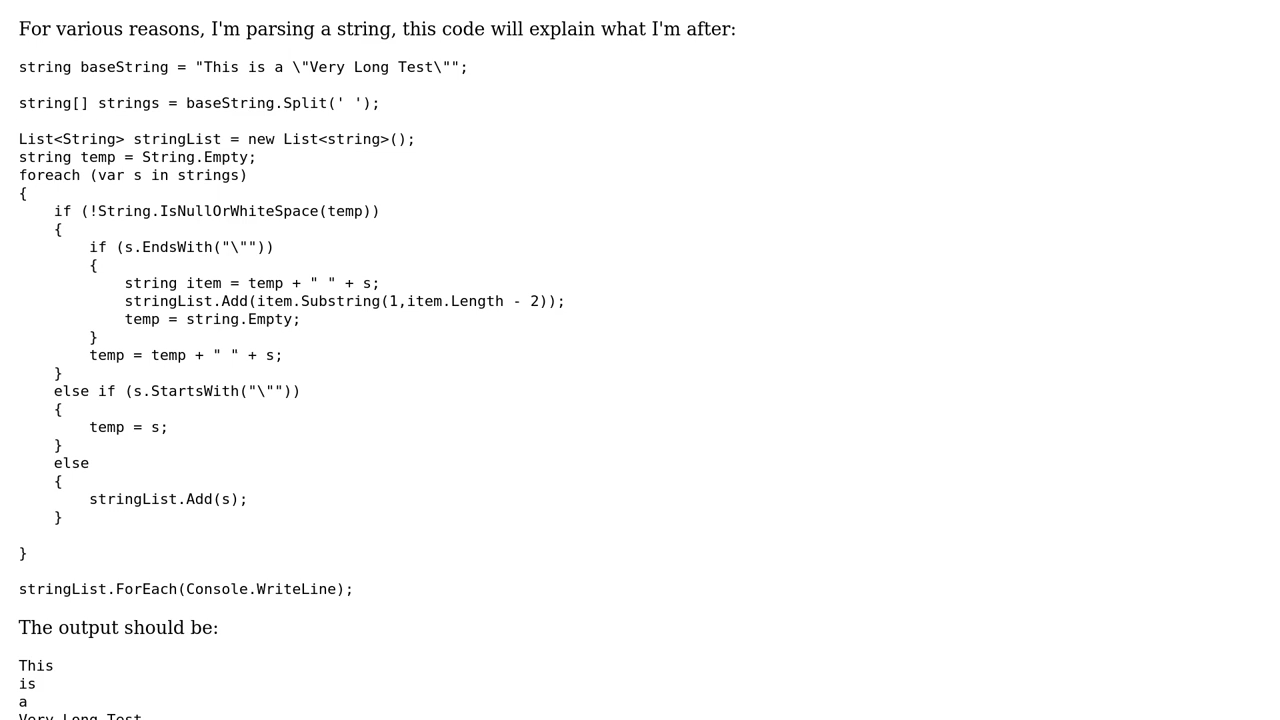 For various reasons, I'm parsing a string, this code will explain what I'm after:
string baseString = "This is a \"Very Long Test\"";
string[] strings = baseString.Split(' ');
List<String> stringList = new List<string>();
string temp = String.Empty;
foreach (var s in strings)
{
    if (!String.IsNullOrWhiteSpace(temp))
    {
        if (s.EndsWith("\""))
        {
            string item = temp + " " + s;
            stringList.Add(item.Substring(1,item.Length - 2));
            temp = string.Empty;
        }
        temp = temp + " " + s;
    }
    else if (s.StartsWith("\""))
    {
        temp = s;
    }
    else
    {
        stringList.Add(s);
    }
}
stringList.ForEach(Console.WriteLine);
The output should be:
This
is
a
Very Long Test